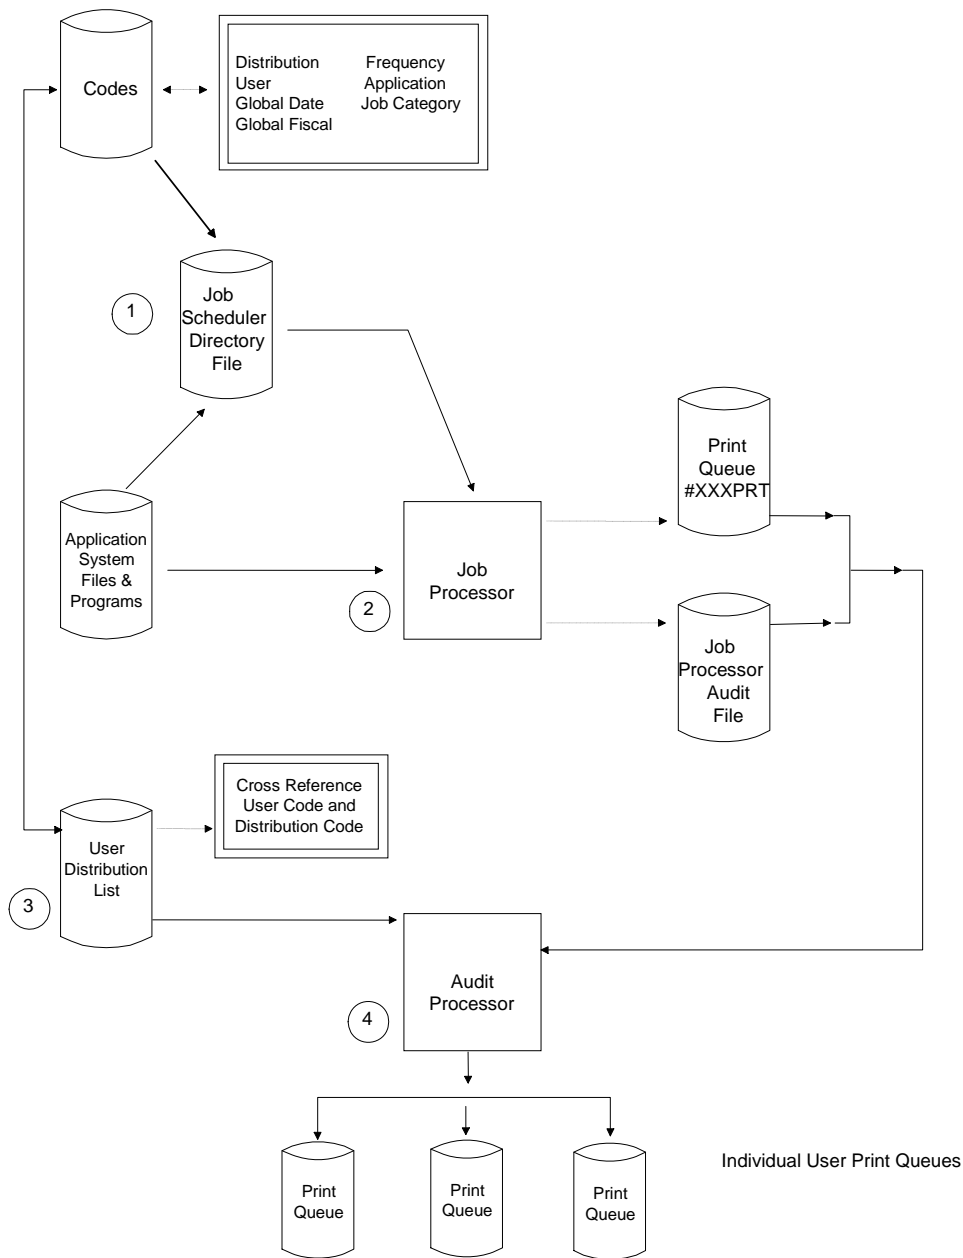 Codes
Distribution Frequency
User Application
Global Date Job Category
Global Fiscal
1
Job
Scheduler
Directory
File
Print
Queue
#XXXPRT
Application
System
Files &
Programs
2
Job
Processor
Job
Processor
Audit
File
Cross Reference
User Code and
Distribution Code
User
Distribution
List
3
Audit
Processor
4
Individual User Print Queues
Print
Queue
Print
Queue
Print
Queue